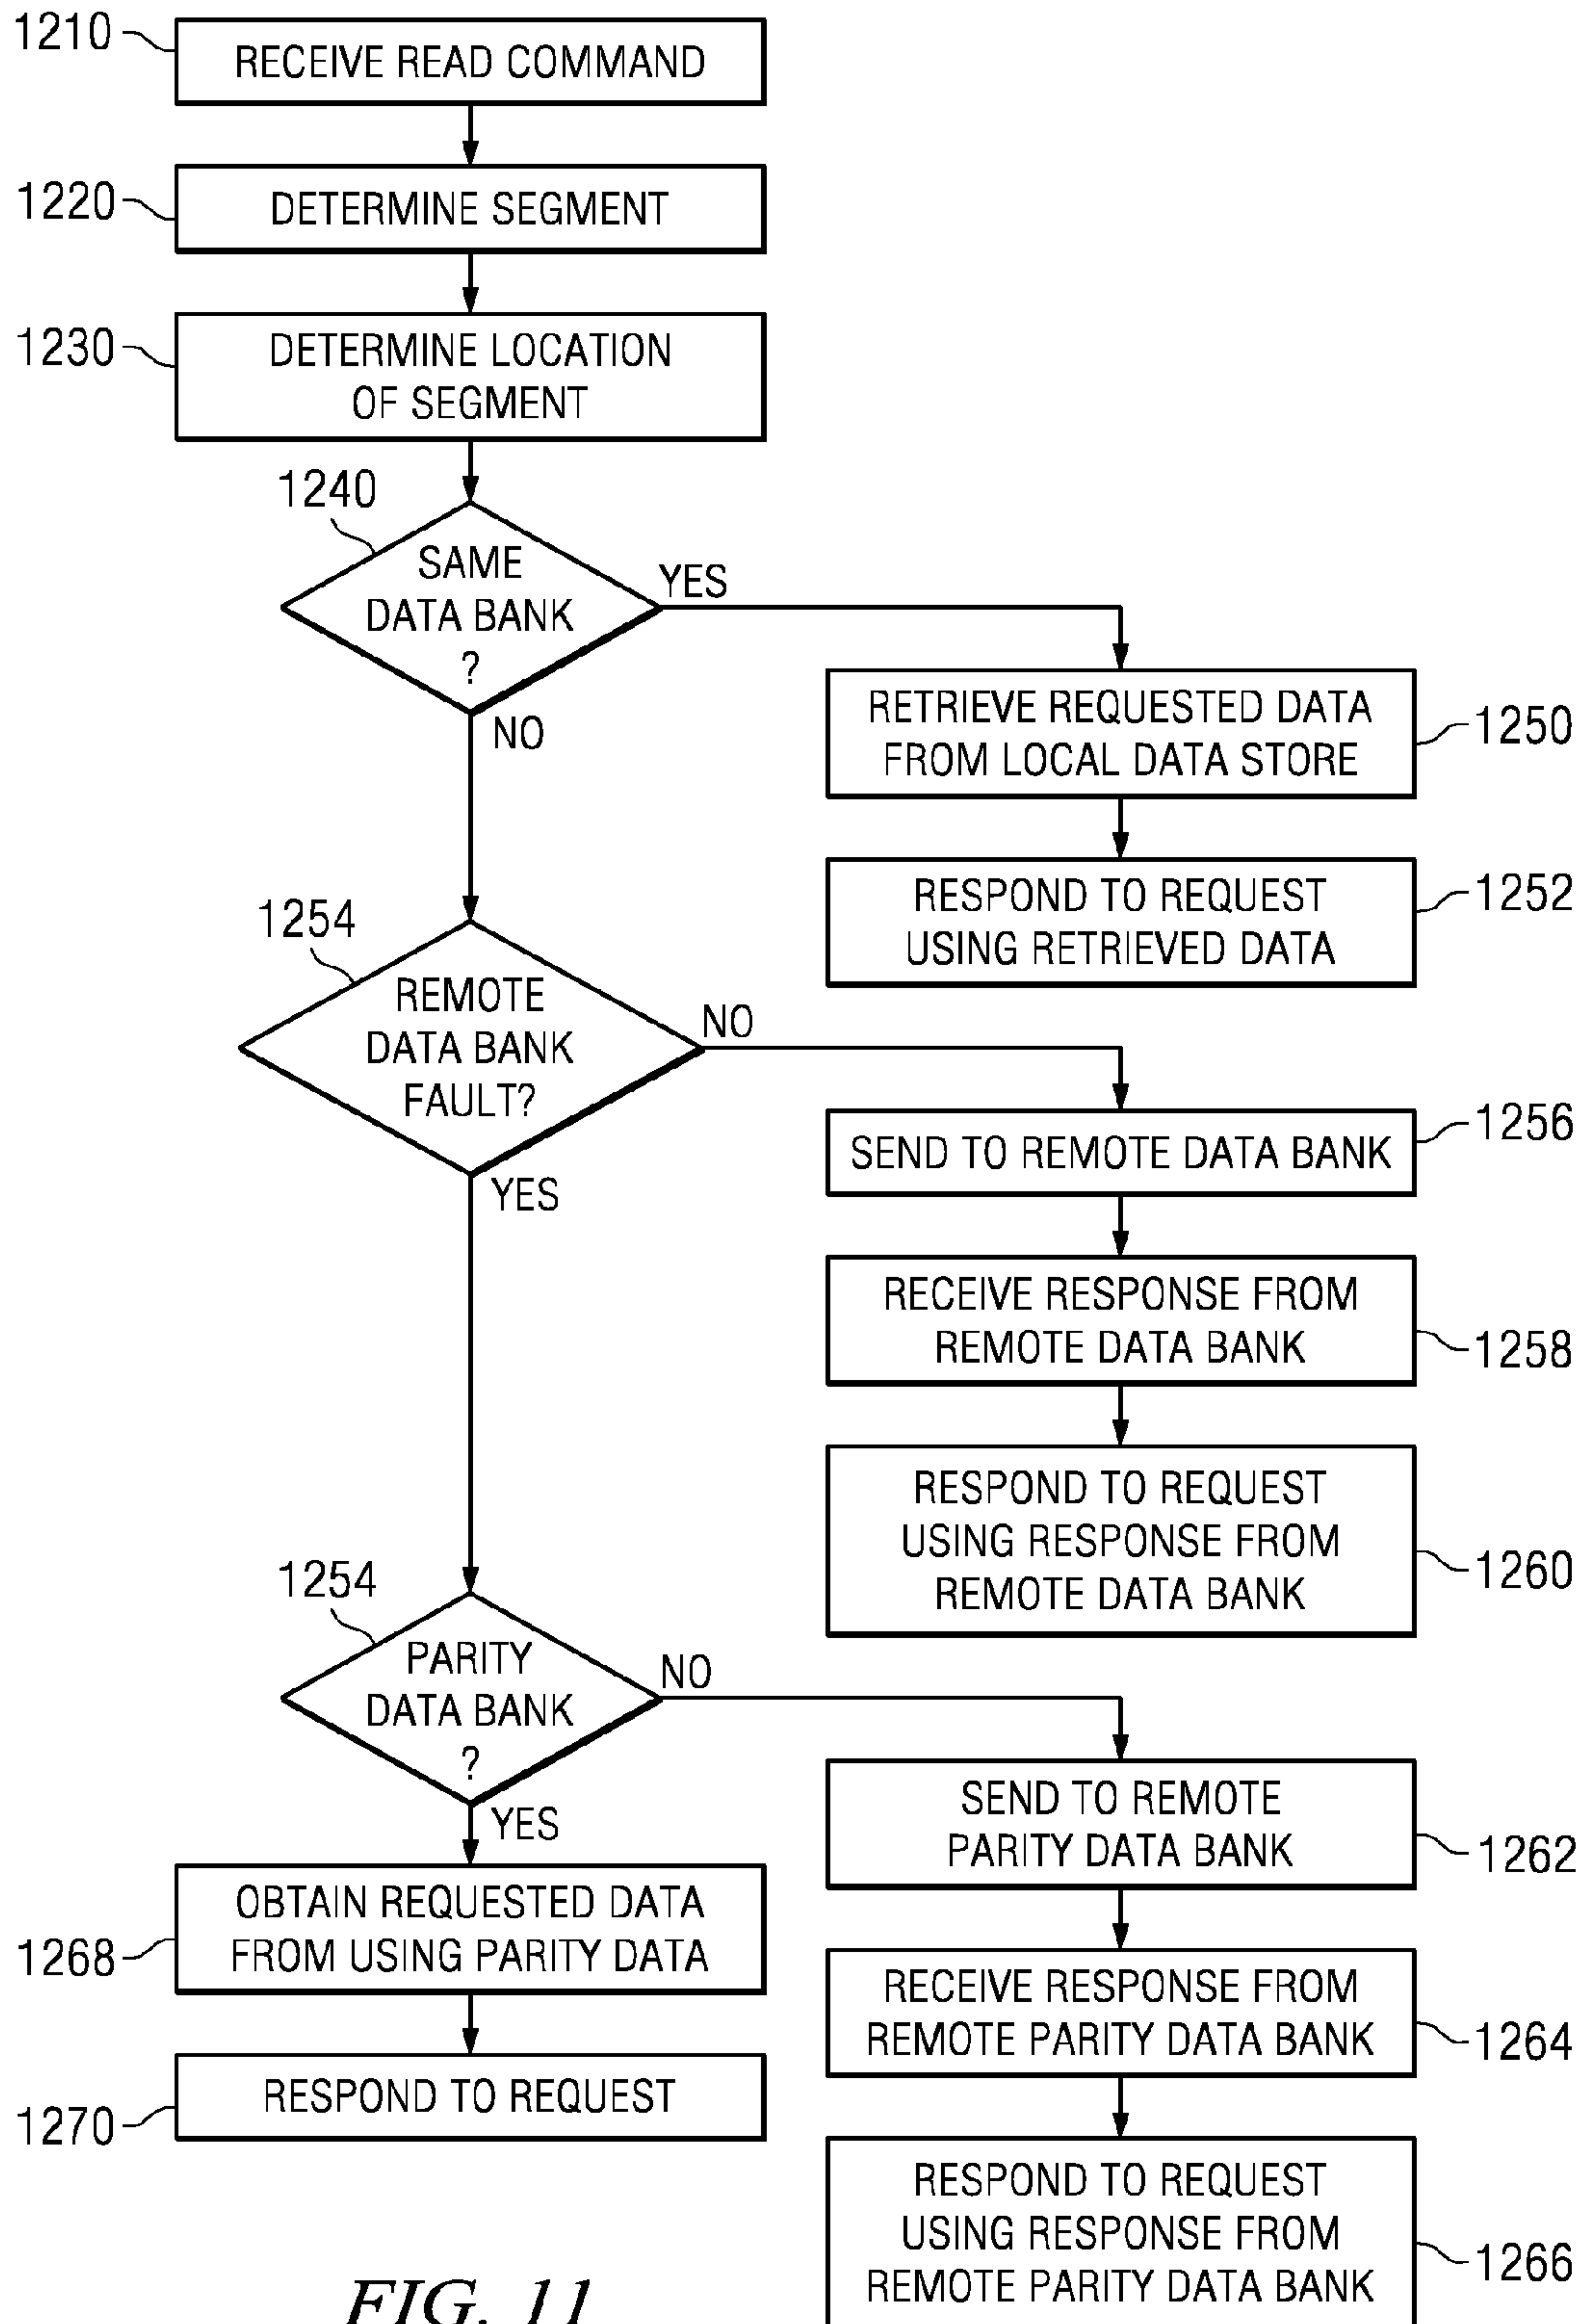 1210
RECEIVE READ COMMAND
1220
DETERMINE SEGMENT
1230
DETERMINE LOCATION
OF SEGMENT
1240
SAME
DATA BANK
?
YES
NO
RETRIEVE REQUESTED DATA
FROM LOCAL DATA STORE
1250
RESPOND TO REQUEST
USING RETRIEVED DATA
1252
1254
REMOTE
DATA BANK
FAULT?
NO
YES
SEND TO REMOTE DATA BANK
1256
RECEIVE RESPONSE FROM
REMOTE DATA BANK
1258
RESPOND TO REQUEST
USING RESPONSE FROM
REMOTE DATA BANK
1260
1254
PARITY
DATA BANK
?
NO
YES
SEND TO REMOTE
PARITY DATA BANK
1262
OBTAIN REQUESTED DATA
FROM USING PARITY DATA
1268
RECEIVE RESPONSE FROM
REMOTE PARITY DATA BANK
1264
RESPOND TO REQUEST
1270
RESPOND TO REQUEST
USING RESPONSE FROM
REMOTE PARITY DATA BANK
1266
FIG. 11